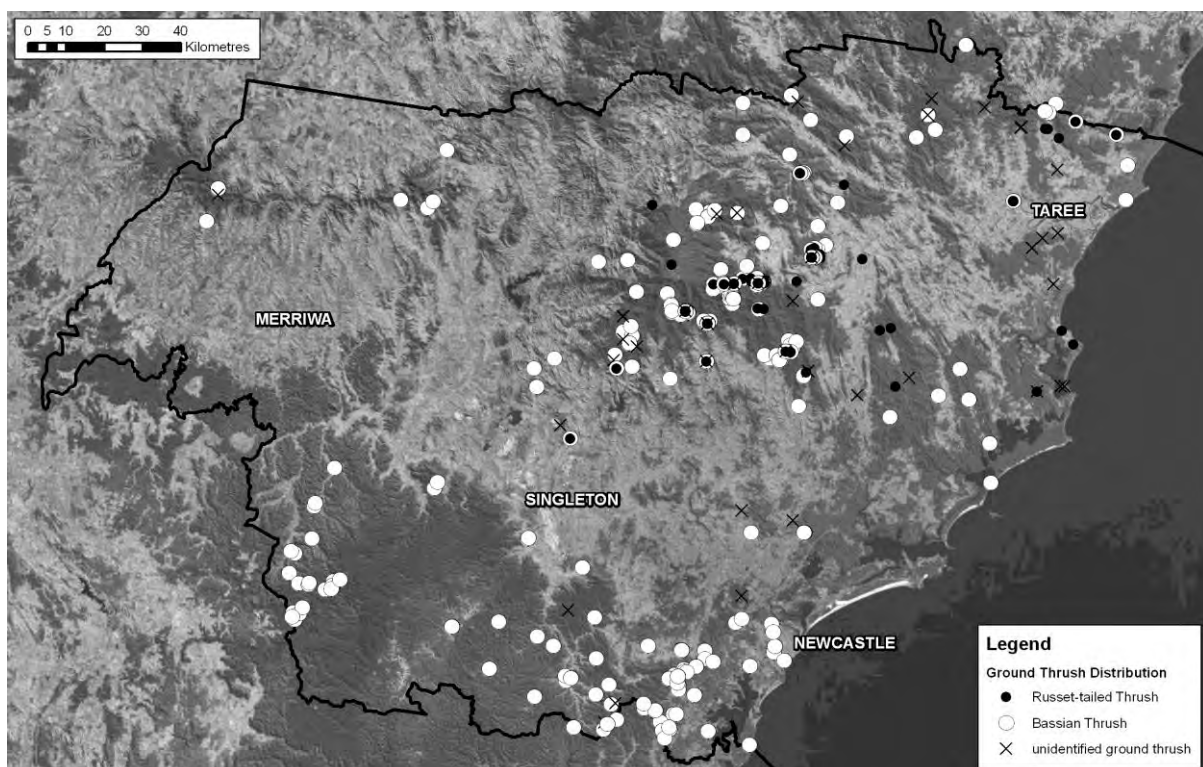 0 5 10 20 30 40
Kilometres
TAREE
MERRIWA
SINGLETON
NEWCASTLE
Legend
Ground Thrush Distribution
Russet-tailed Thrush
Bassian Thrush
unidentified ground thrush